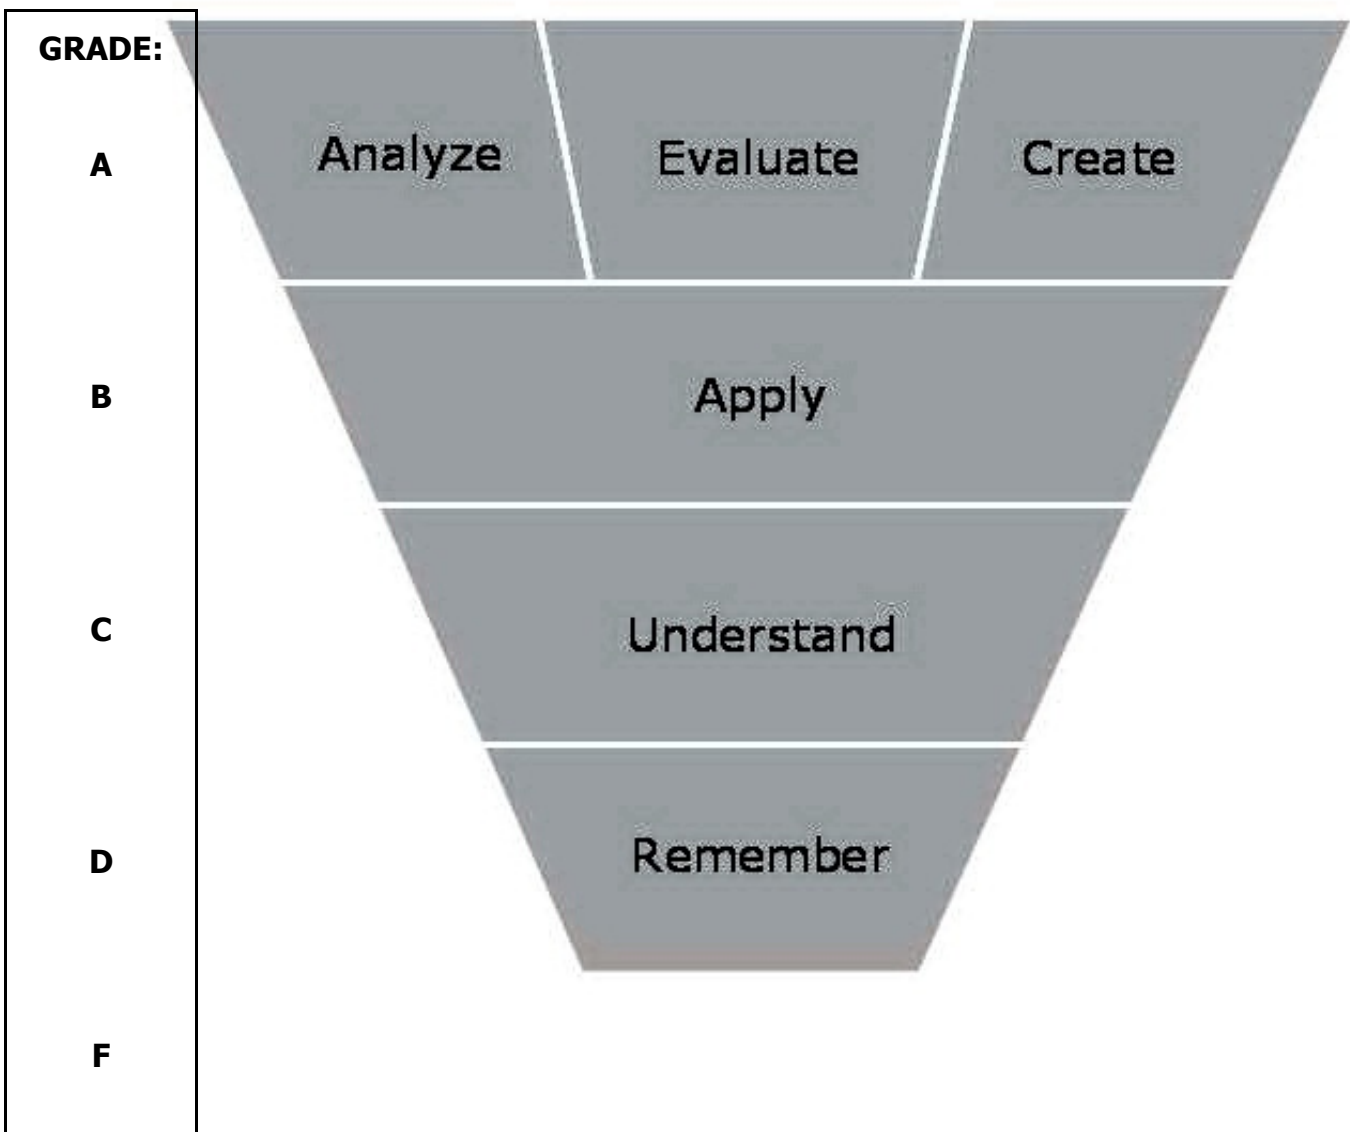 GRADE:
A
Analyze
Evaluate
Create
B
Apply
C
Understand
D
Remember
F